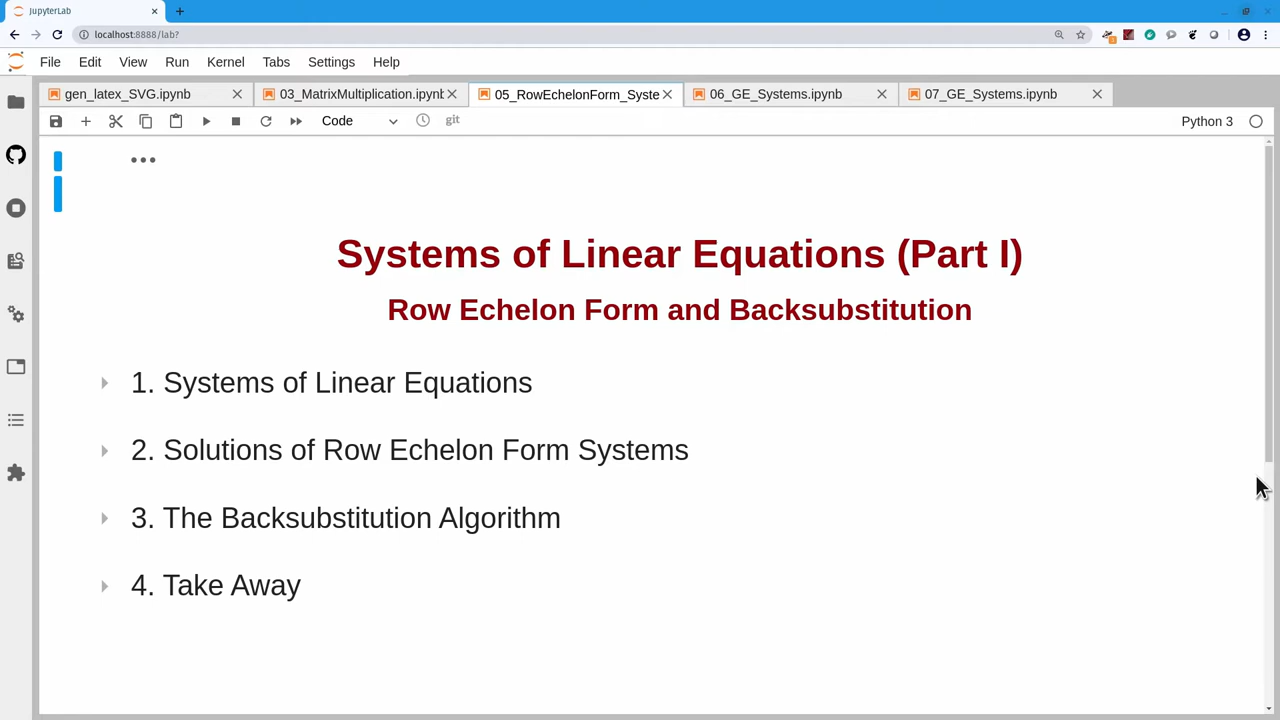 JupyterLab
localhost:8888/lab?
File Edit View Run Kernel Tabs Settings Help
gen_latex_SVG.ipynb 03_MatrixMultiplication.ipynb 05_RowEchelonForm_Syste 06_GE_Systems.ipynb 07_GE_Systems.ipynb
Code git Python 3
Systems of Linear Equations (Part I)
Row Echelon Form and Backsubstitution
1. Systems of Linear Equations
2. Solutions of Row Echelon Form Systems
3. The Backsubstitution Algorithm
4. Take Away